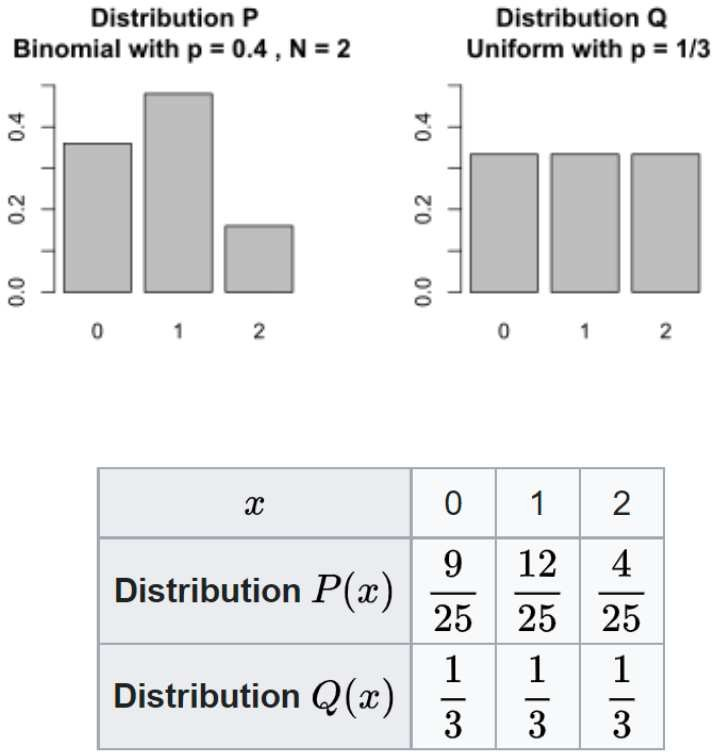 Distribution P
Binomial with p = 0.4 , N = 2
0.4
0.2
0.0
0 1 2
Distribution Q
Uniform with p = 1/3
0.4
0.2
0.0
0 1 2
x 0 1 2
Distribution P(x) 9/25 12/25 4/25
Distribution Q(x) 1/3 1/3 1/3